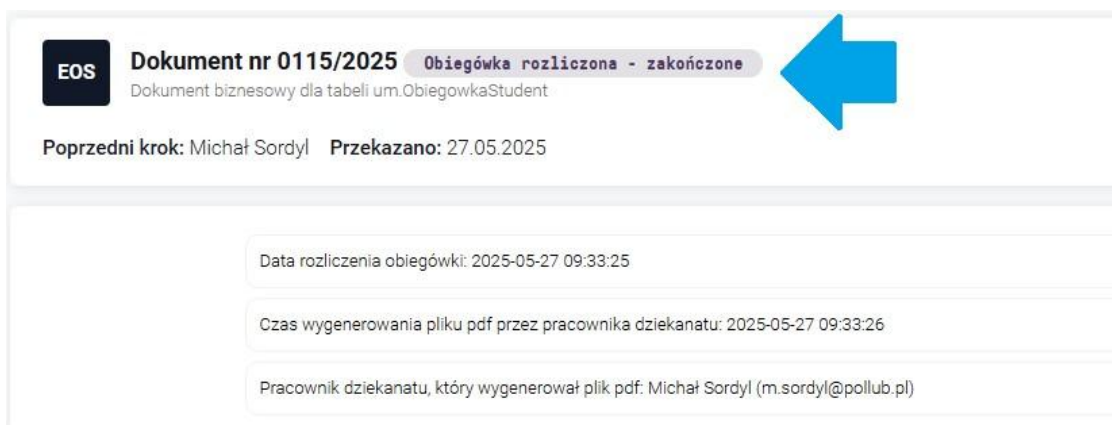 EOS
Dokument nr 0115/2025 Obiegówka rozliczona - zakończone
Dokument biznesowy dla tabeli um.ObiegowkaStudent
Poprzedni krok: Michał Sordyl Przekazano: 27.05.2025
Data rozliczenia obiegówki: 2025-05-27 09:33:25
Czas wygenerowania pliku pdf przez pracownika dziekanatu: 2025-05-27 09:33:26
Pracownik dziekanatu, który wygenerował plik pdf: Michał Sordyl (m.sordyl@pollub.pl)